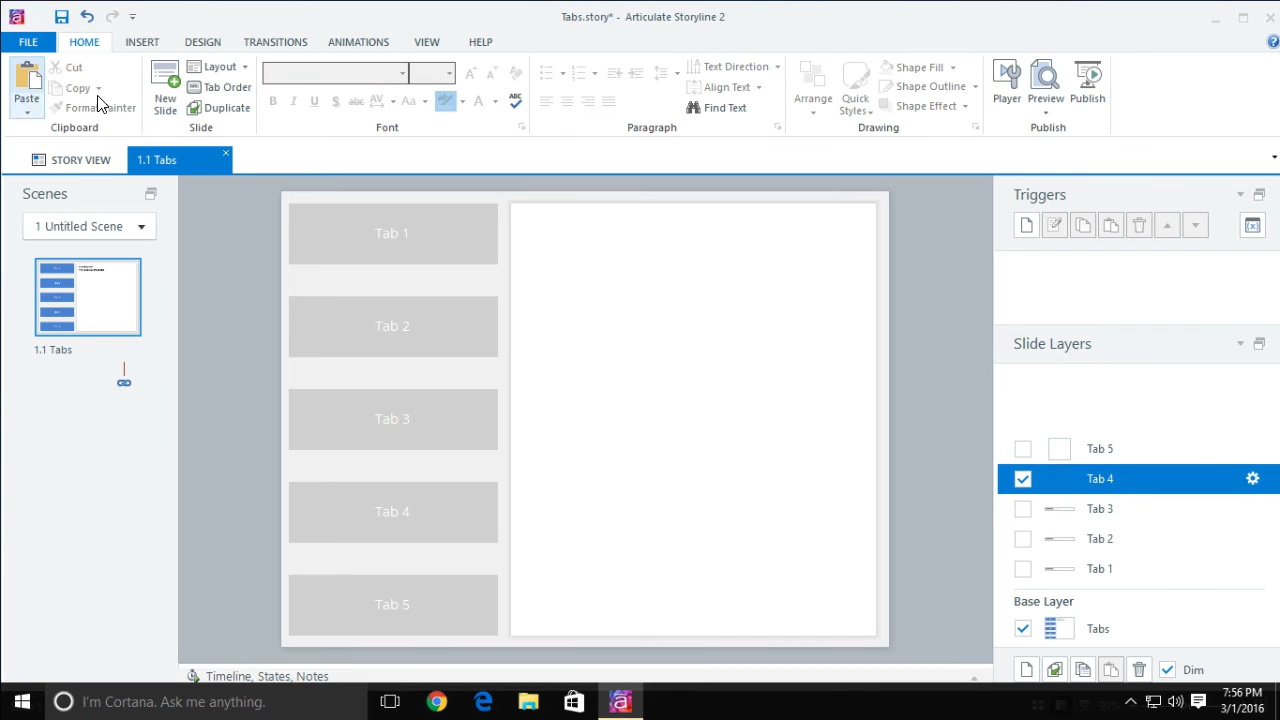 Tabs.story* - Articulate Storyline 2
FILE HOME INSERT DESIGN TRANSITIONS ANIMATIONS VIEW HELP
Paste
Cut
Copy
Format Painter
Clipboard
New
Slide
Layout
Tab Order
Duplicate
Slide
B I U S abc AV Aa A
ABC
Font
Text Direction
Align Text
Find Text
Paragraph
Arrange
Quick
Styles
Shape Fill
Shape Outline
Shape Effect
Drawing
Player
Preview
Publish
Publish
STORY VIEW
1.1 Tabs
Scenes
1 Untitled Scene
1.1 Tabs
Tab 1
Tab 2
Tab 3
Tab 4
Tab 5
Timeline, States, Notes
Triggers
Slide Layers
Tab 5
Tab 4
Tab 3
Tab 2
Tab 1
Base Layer
Tabs
Dim
I'm Cortana. Ask me anything.
7:56 PM
3/1/2016